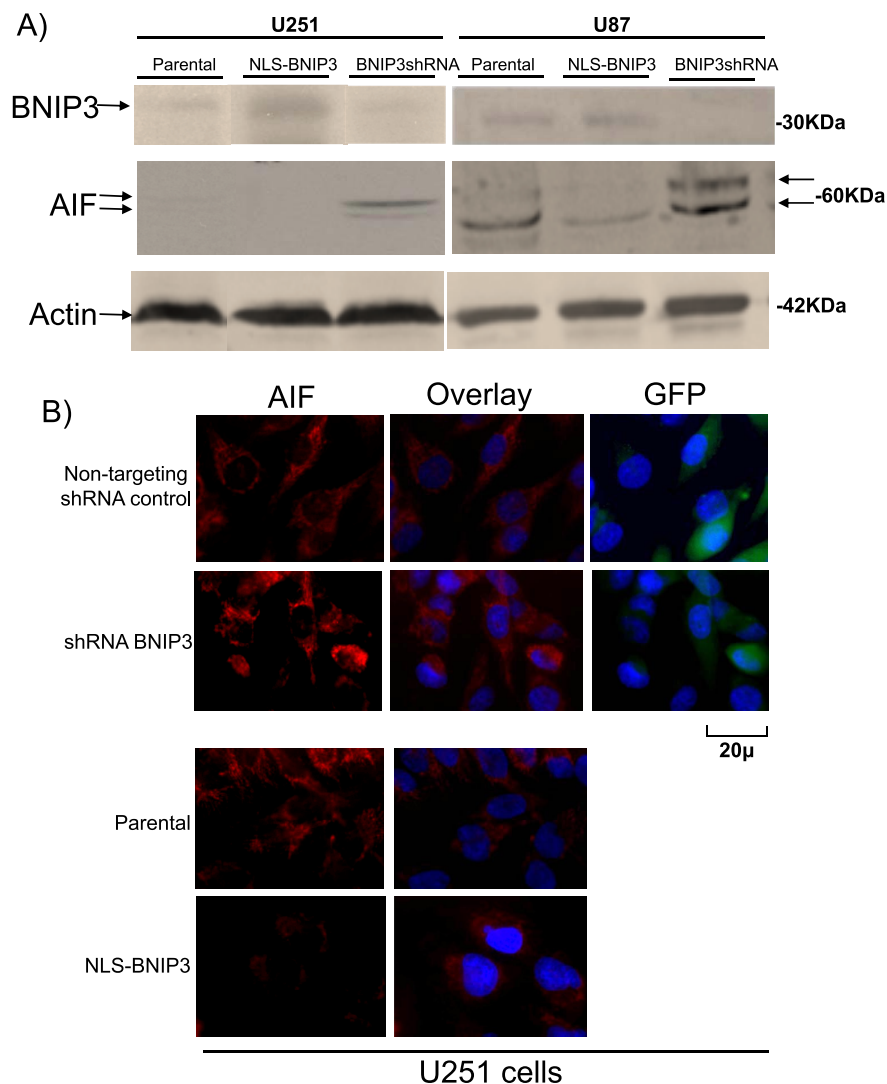 A)
U251
U87
Parental
NLS-BNIP3
BNIP3shRNA
Parental
NLS-BNIP3
BNIP3shRNA
BNIP3
-30KDa
AIF
-60KDa
Actin
-42KDa
B)
AIF
Overlay
GFP
Non-targeting
shRNA control
shRNA BNIP3
20µ
Parental
NLS-BNIP3
U251 cells